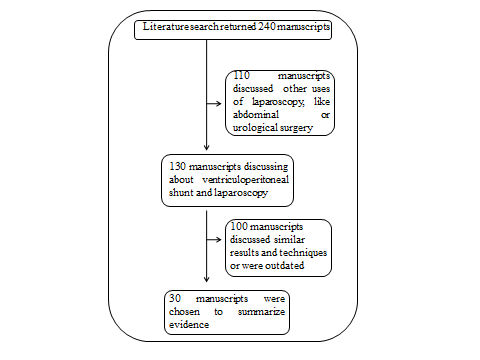 Literature search returned 240 manuscripts
110 manuscripts
discussed other uses
of laparoscopy, like
abdominal or
urological surgery
130 manuscripts discussing
about ventriculoperitoneal
shunt and laparoscopy
100 manuscripts
discussed similar
results and techniques
or were outdated
30 manuscripts were
chosen to summarize
evidence